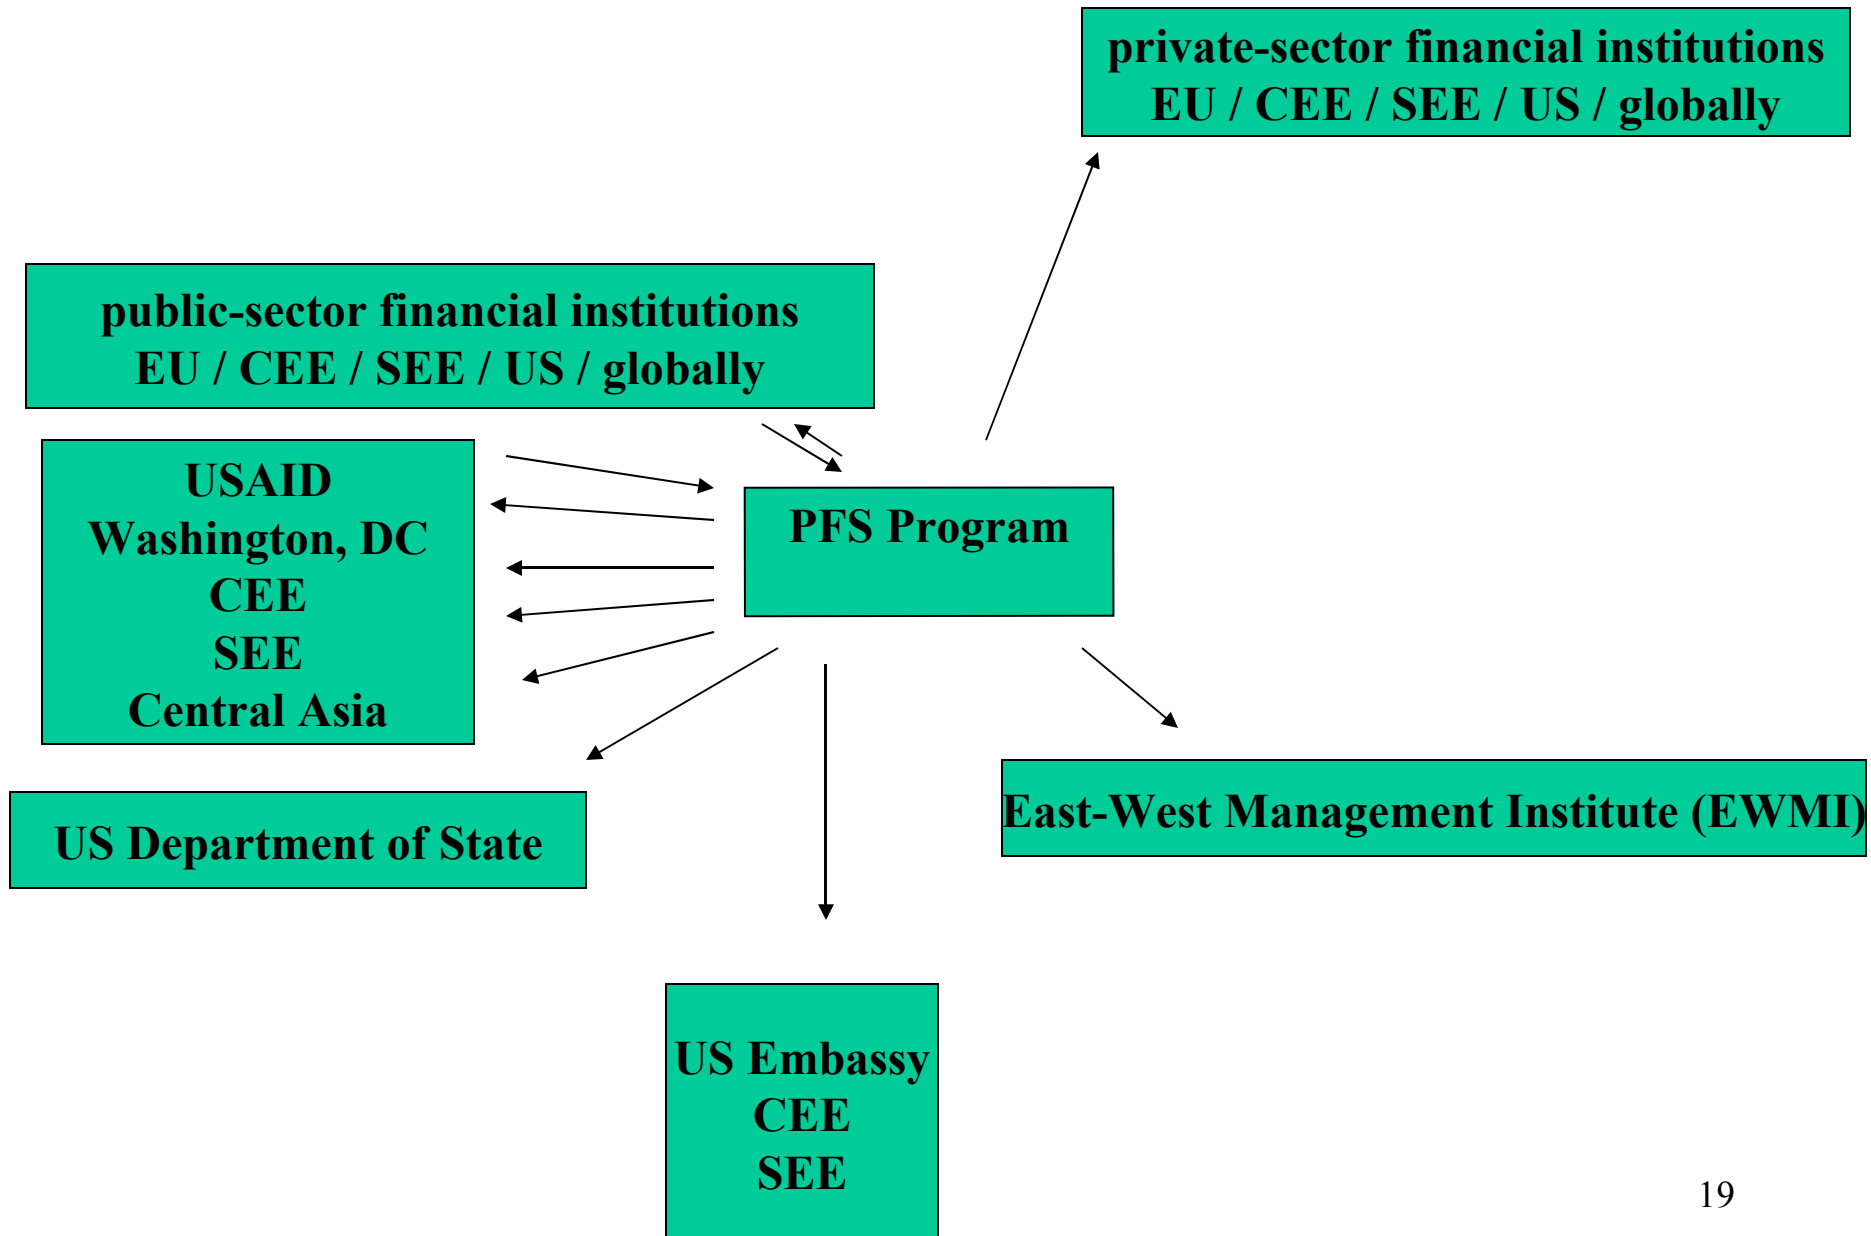 private-sector financial institutions
EU / CEE / SEE / US / globally
public-sector financial institutions
EU / CEE / SEE / US / globally
USAID
Washington, DC
CEE
SEE
Central Asia
PFS Program
US Department of State
East-West Management Institute (EWMI)
US Embassy
CEE
SEE
19